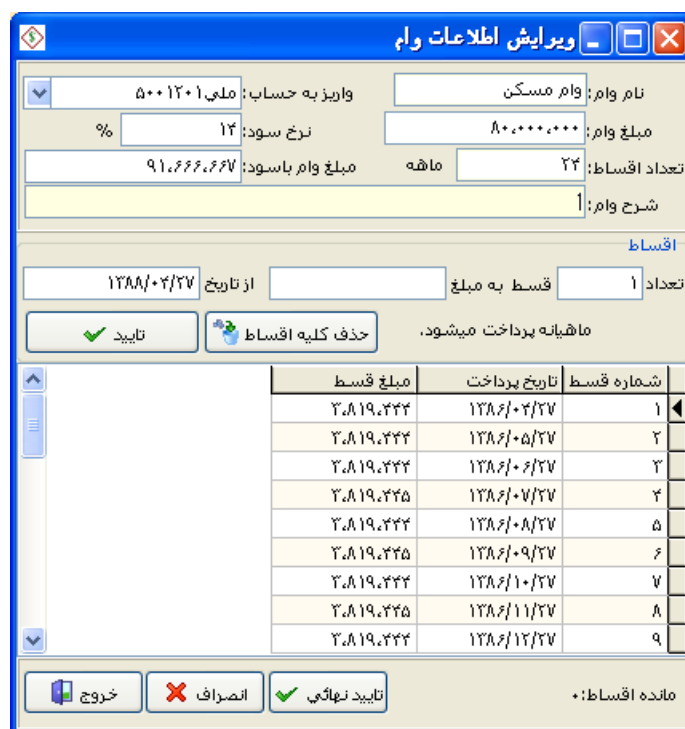 ویرایش اطلاعات وام
نام وام: وام مسکن واریز به حساب: ملی۵۰۰۱۲۰۱
مبلغ وام: ۸۰،۰۰۰،۰۰۰ نرخ سود: ۱۴ %
تعداد اقساط: ۲۴ ماهه مبلغ وام باسود: ۹۱،۶۶۶،۶۶۷
شرح وام: آ
اقساط
تعداد ۱ قسط به مبلغ از تاریخ ۱۳۸۸/۰۴/۲۷
ماهیانه پرداخت میشود. حذف کلیه اقساط تایید
شماره قسط تاریخ پرداخت مبلغ قسط
۱ ۱۳۸۶/۰۴/۲۷ ۳،۸۱۹،۴۴۴
۲ ۱۳۸۶/۰۵/۲۷ ۳،۸۱۹،۴۴۵
۳ ۱۳۸۶/۰۶/۲۷ ۳،۸۱۹،۴۴۴
۴ ۱۳۸۶/۰۷/۲۷ ۳،۸۱۹،۴۴۵
۵ ۱۳۸۶/۰۸/۲۷ ۳،۸۱۹،۴۴۴
۶ ۱۳۸۶/۰۹/۲۷ ۳،۸۱۹،۴۴۵
۷ ۱۳۸۶/۱۰/۲۷ ۳،۸۱۹،۴۴۴
۸ ۱۳۸۶/۱۱/۲۷ ۳،۸۱۹،۴۴۵
۹ ۱۳۸۶/۱۲/۲۷ ۳،۸۱۹،۴۴۴
مانده اقساط:۰ تایید نهائی انصراف خروج